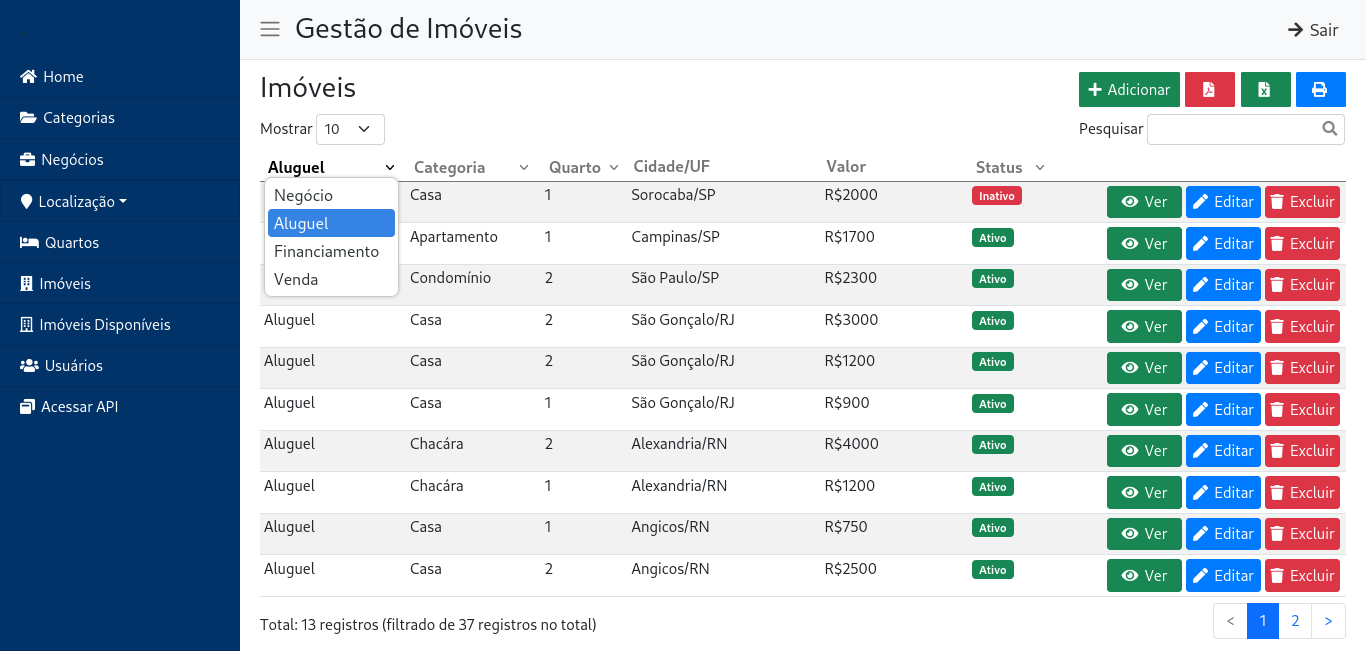 Gestão de Imóveis
Sair
Home
Categorias
Negócios
Localização
Quartos
Imóveis
Imóveis Disponíveis
Usuários
Acessar API
Imóveis
Adicionar
Mostrar 10
Pesquisar
Aluguel Categoria Quarto Cidade/UF Valor Status
Negócio
Aluguel
Financiamento
Venda
Casa 1 Sorocaba/SP R$2000 Inativo Ver Editar Excluir
Apartamento 1 Campinas/SP R$1700 Ativo Ver Editar Excluir
Condomínio 2 São Paulo/SP R$2300 Ativo Ver Editar Excluir
Aluguel Casa 2 São Gonçalo/RJ R$3000 Ativo Ver Editar Excluir
Aluguel Casa 2 São Gonçalo/RJ R$1200 Ativo Ver Editar Excluir
Aluguel Casa 1 São Gonçalo/RJ R$900 Ativo Ver Editar Excluir
Aluguel Chacára 2 Alexandria/RN R$4000 Ativo Ver Editar Excluir
Aluguel Chacára 1 Alexandria/RN R$1200 Ativo Ver Editar Excluir
Aluguel Casa 1 Angicos/RN R$750 Ativo Ver Editar Excluir
Aluguel Casa 2 Angicos/RN R$2500 Ativo Ver Editar Excluir
Total: 13 registros (filtrado de 37 registros no total)
< 1 2 >